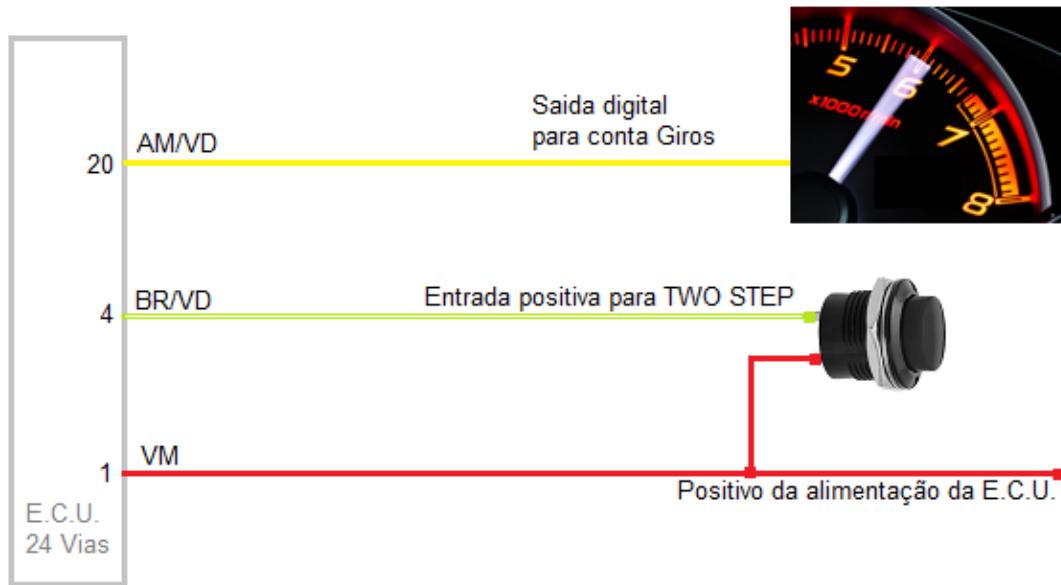 Saida digital
para conta Giros
20
AM/VD
5
6
7
8
x1000r/min
4
BR/VD
Entrada positiva para TWO STEP
1
VM
Positivo da alimentação da E.C.U.
E.C.U.
24 Vias